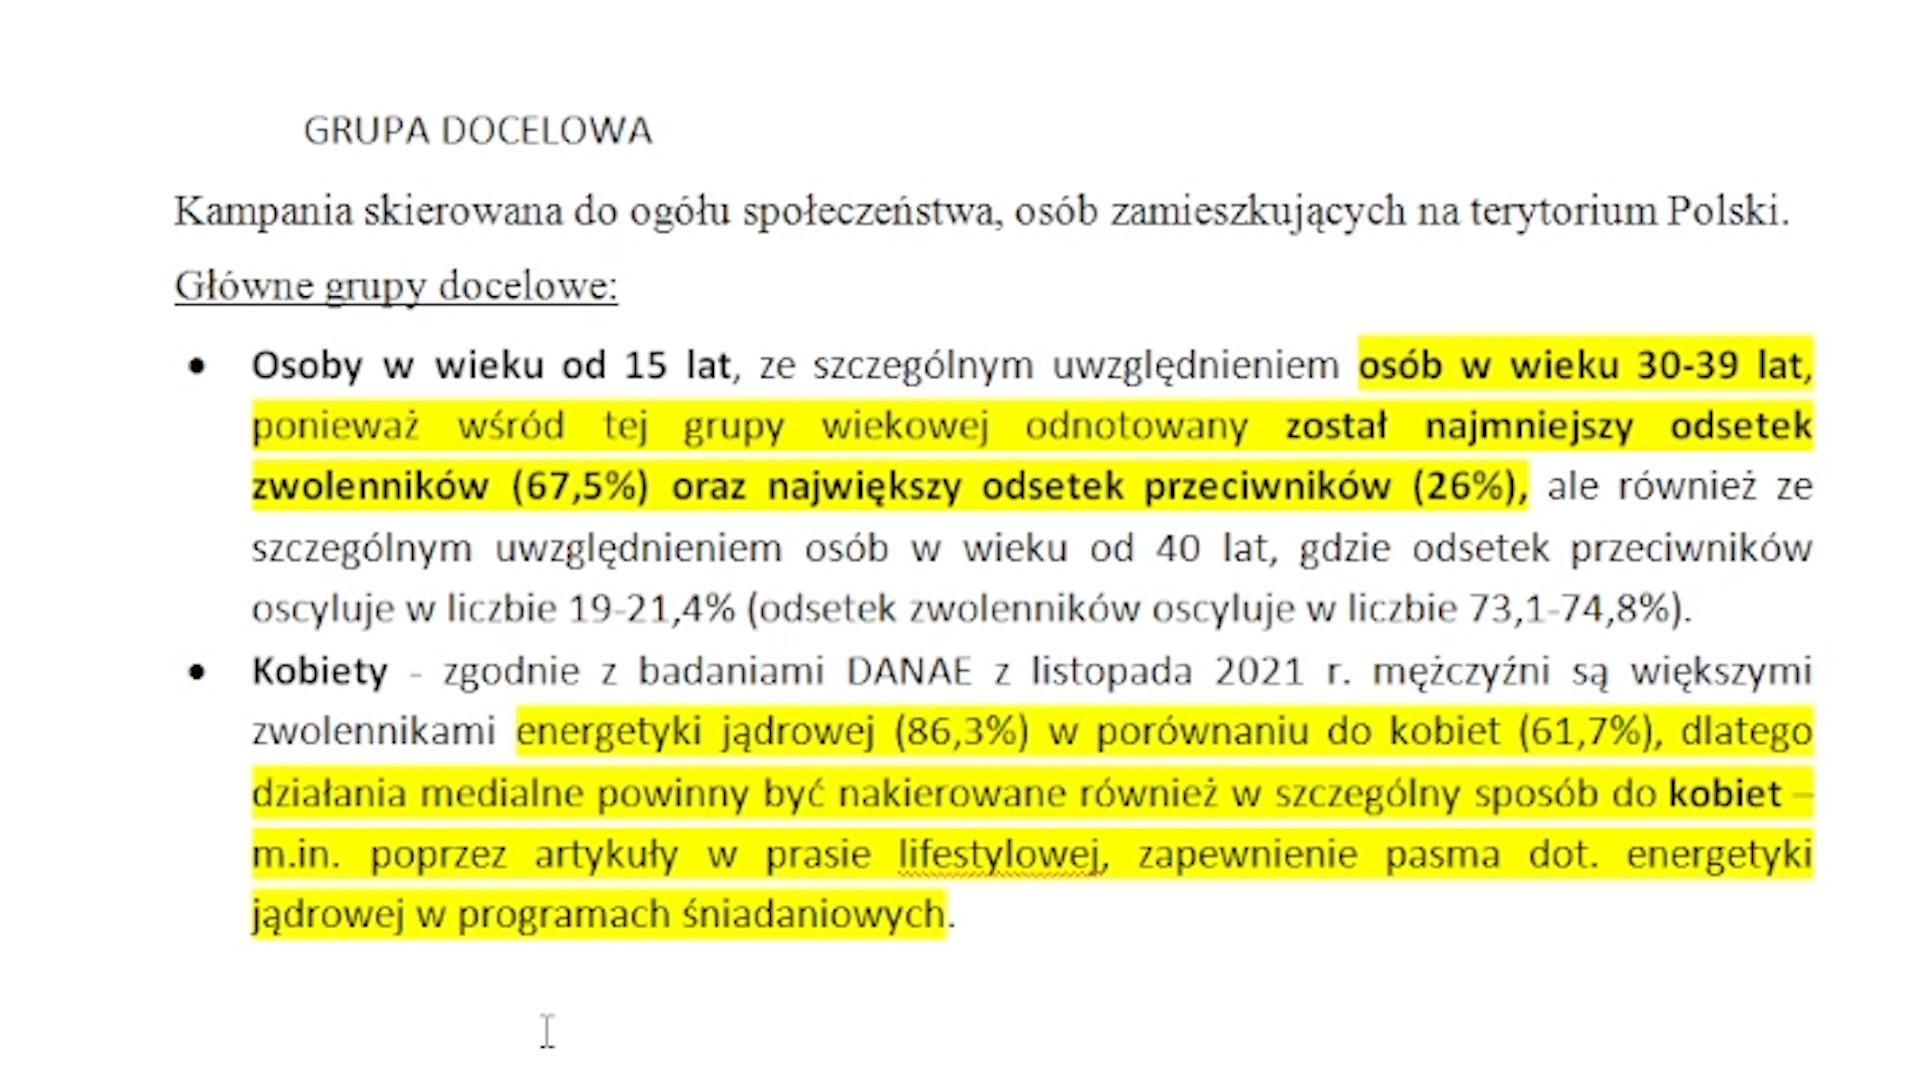 GRUPA DOCELOWA
Kampania skierowana do ogółu społeczeństwa, osób zamieszkujących na terytorium Polski.
Główne grupy docelowe:
• Osoby w wieku od 15 lat, ze szczególnym uwzględnieniem osób w wieku 30-39 lat,
ponieważ wśród tej grupy wiekowej odnotowany został najmniejszy odsetek
zwolenników (67,5%) oraz największy odsetek przeciwników (26%), ale również ze
szczególnym uwzględnieniem osób w wieku od 40 lat, gdzie odsetek przeciwników
oscyluje w liczbie 19-21,4% (odsetek zwolenników oscyluje w liczbie 73,1-74,8%).
• Kobiety - zgodnie z badaniami DANAE z listopada 2021 r. mężczyźni są większymi
zwolennikami energetyki jądrowej (86,3%) w porównaniu do kobiet (61,7%), dlatego
działania medialne powinny być nakierowane również w szczególny sposób do kobiet –
m.in. poprzez artykuły w prasie lifestylowej, zapewnienie pasma dot. energetyki
jądrowej w programach śniadaniowych.